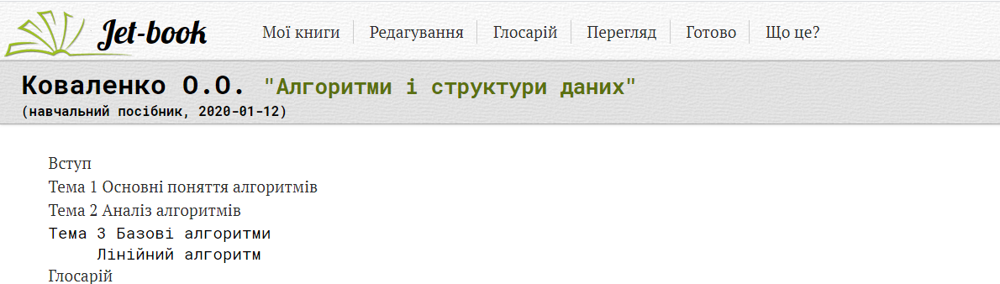 Jet-book Мої книги Редагування Глосарій Перегляд Готово Що це?
Коваленко О.О. "Алгоритми і структури даних"
(навчальний посібник, 2020-01-12)
Вступ
Тема 1 Основні поняття алгоритмів
Тема 2 Аналіз алгоритмів
Тема 3 Базові алгоритми
Лінійний алгоритм
Глосарій